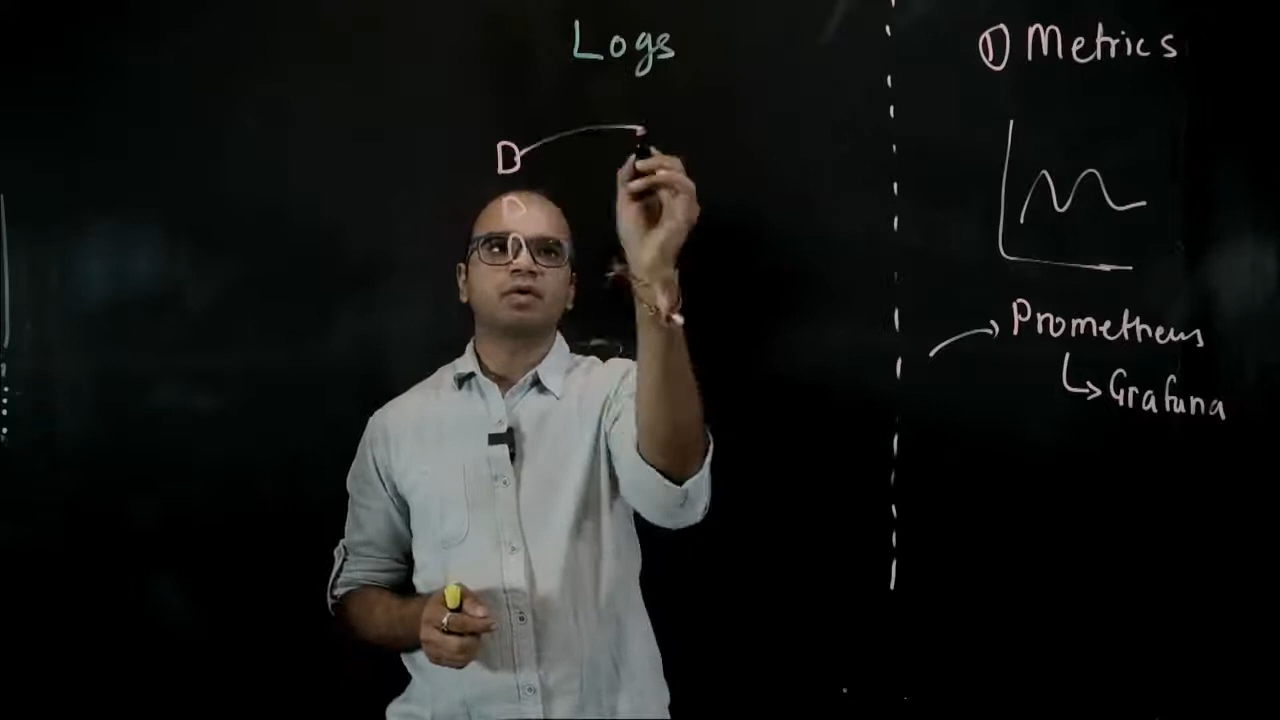 Logs
D
① Metrics
Prometheus
Grafana